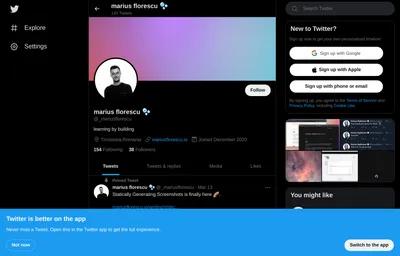 marius florescu
Search Twitter
Explore
Settings
Follow
marius florescu
@_mariusflorescu
learning by building
Timisoara, Romania
marioflorescu.ro
Joined December 2020
154 Following 38 Followers
Tweets
Tweets & replies
Media
Likes
Pinned Tweet
marius florescu @_mariusflorescu · Mar 13
Statically Generating Screenshots is finally here
New to Twitter?
Sign up now to get your own personalized timeline!
Sign up with Google
Sign up with Apple
Sign up with phone or email
By signing up, you agree to the Terms of Service and
Privacy Policy, including Cookie Use.
You might like
Twitter is better on the app
Never miss a Tweet. Open this in the Twitter app to get the full experience.
Not now
Switch to the app